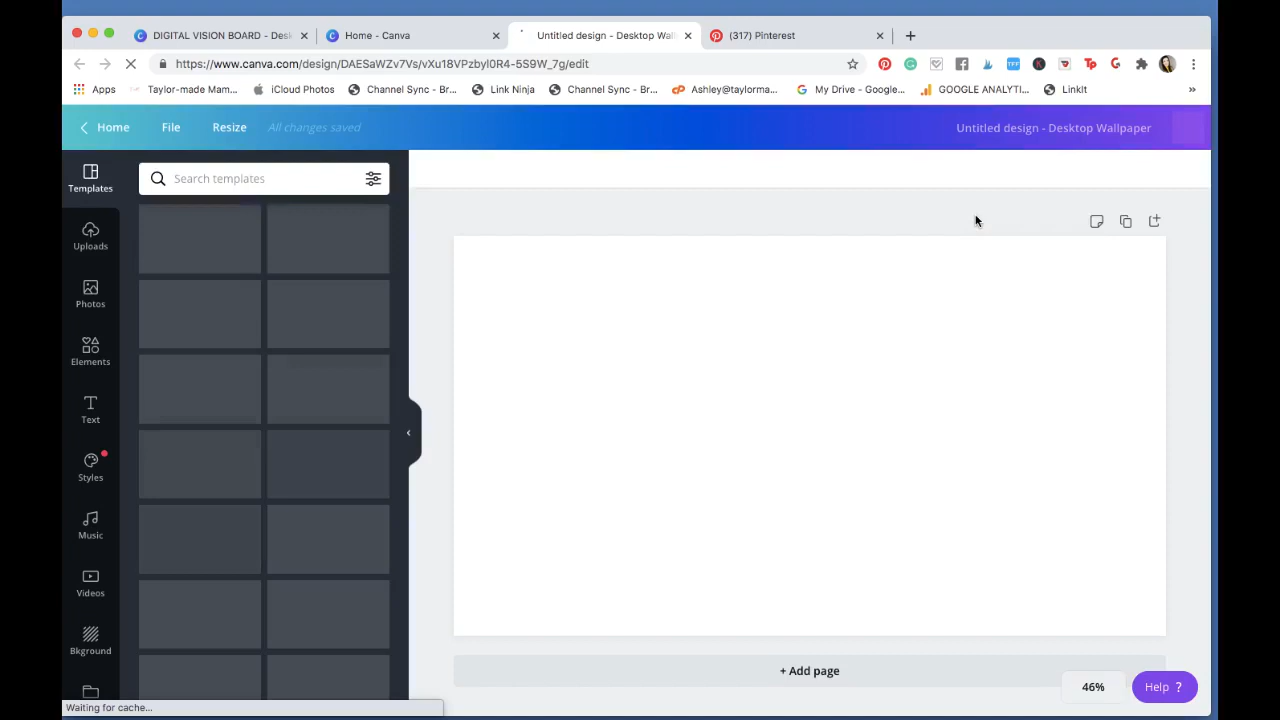 DIGITAL VISION BOARD - Desk
Home - Canva
Untitled design - Desktop Wall
(317) Pinterest
https://www.canva.com/design/DAESaWZv7Vs/vXu18VPzbyI0R4-5S9W_7g/edit
Apps
Taylor-made Mam...
iCloud Photos
Channel Sync - Br...
Link Ninja
Channel Sync - Br...
Ashley@taylorma...
My Drive - Google...
GOOGLE ANALYTI...
LinkIt
»
Home
File
Resize
All changes saved
Untitled design - Desktop Wallpaper
Templates
Search templates
Uploads
Photos
Elements
Text
Styles
Music
Videos
Bkground
+ Add page
46%
Help ?
Waiting for cache...